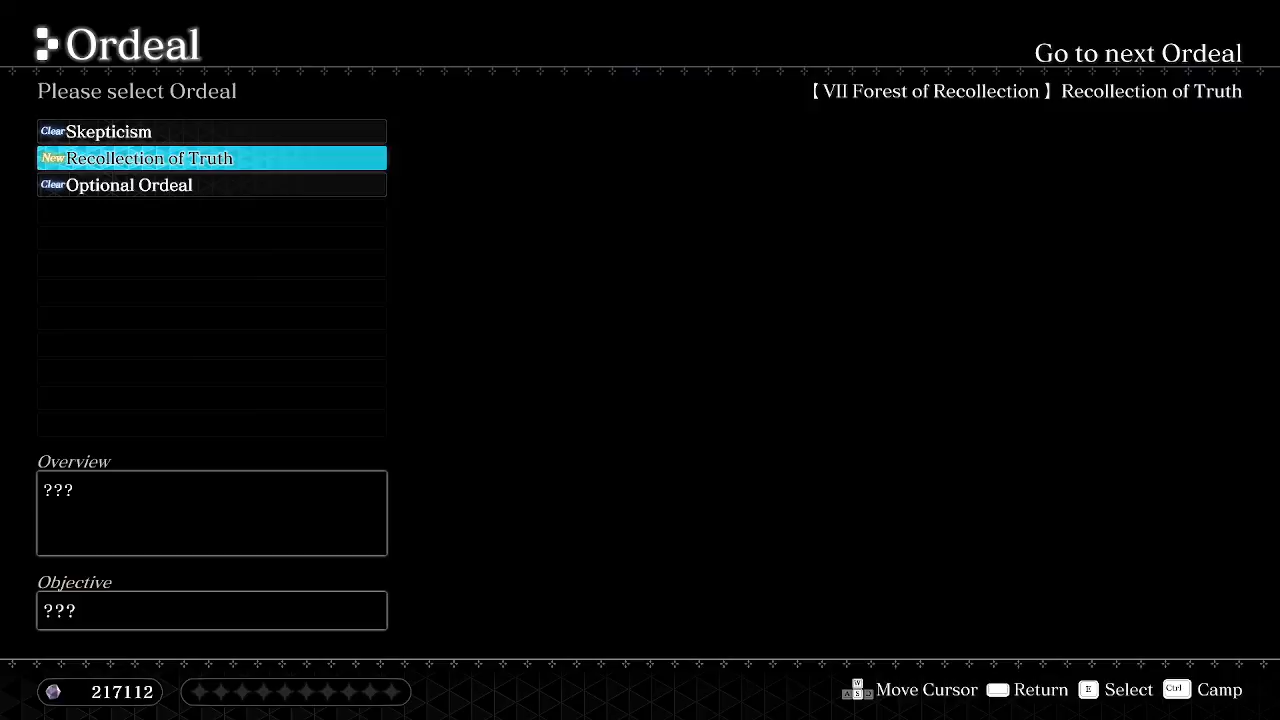 Ordeal
Go to next Ordeal
Please select Ordeal
【VII Forest of Recollection】Recollection of Truth
Clear Skepticism
New Recollection of Truth
Clear Optional Ordeal
Overview
???
Objective
???
217112
W A S D Move Cursor Return E Select Ctrl Camp